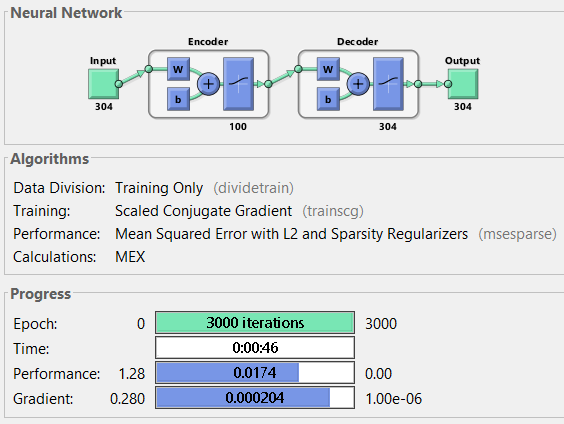 Neural Network
Encoder Decoder
Input Output
W b + W b +
304 100 304 304
Algorithms
Data Division: Training Only (dividetrain)
Training: Scaled Conjugate Gradient (trainscg)
Performance: Mean Squared Error with L2 and Sparsity Regularizers (msesparse)
Calculations: MEX
Progress
Epoch: 0 3000 iterations 3000
Time: 0:00:46
Performance: 1.28 0.0174 0.00
Gradient: 0.280 0.000204 1.00e-06